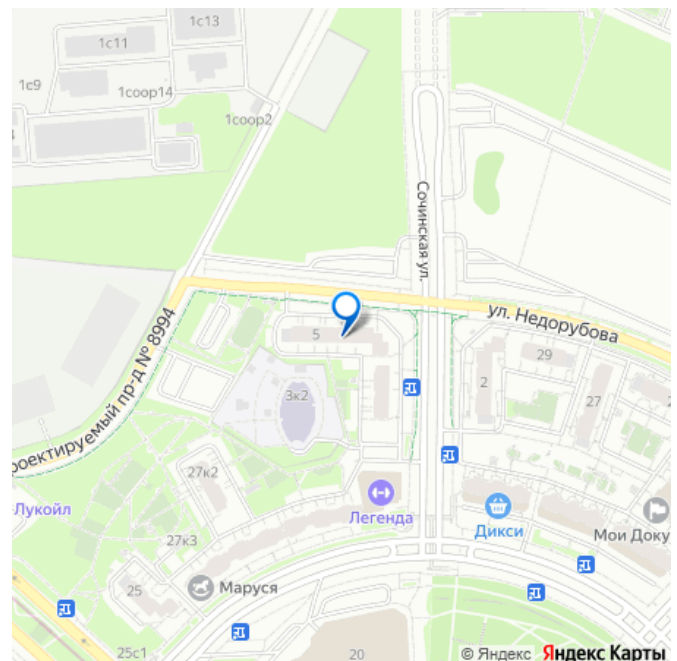 1с13
1с11
1с9
1соор14
1соор2
Сочинская ул.
ул. Недорубова
5
29
2
27
3к2
роектируемый пр-д № 8994
27к2
Лукойл
Легенда
Дикси
Мои Доку
27к3
25
Маруся
25с1
20
© Яндекс Яндекс Карты